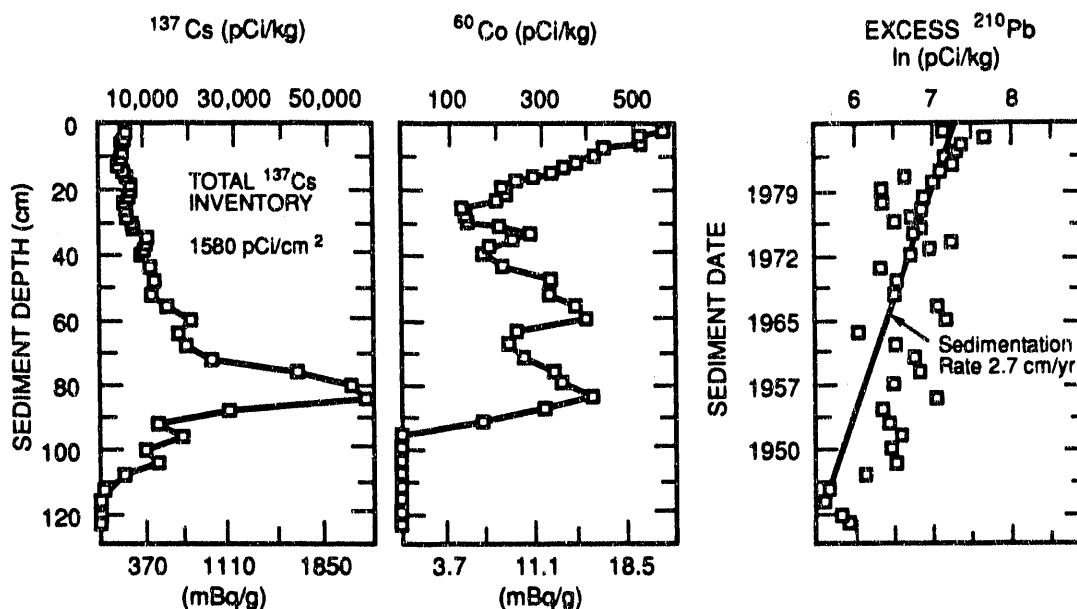 137Cs (pCi/kg)
10,000 30,000 50,000
60Co (pCi/kg)
100 300 500
EXCESS 210Pb
ln (pCi/kg)
6 7 8
SEDIMENT DEPTH (cm)
0
20
40
60
80
100
120
TOTAL 137Cs
INVENTORY
1580 pCi/cm2
370 1110 1850
(mBq/g)
3.7 11.1 18.5
(mBq/g)
SEDIMENT DATE
1979
1972
1965
1957
1950
Sedimentation
Rate 2.7 cm/yr